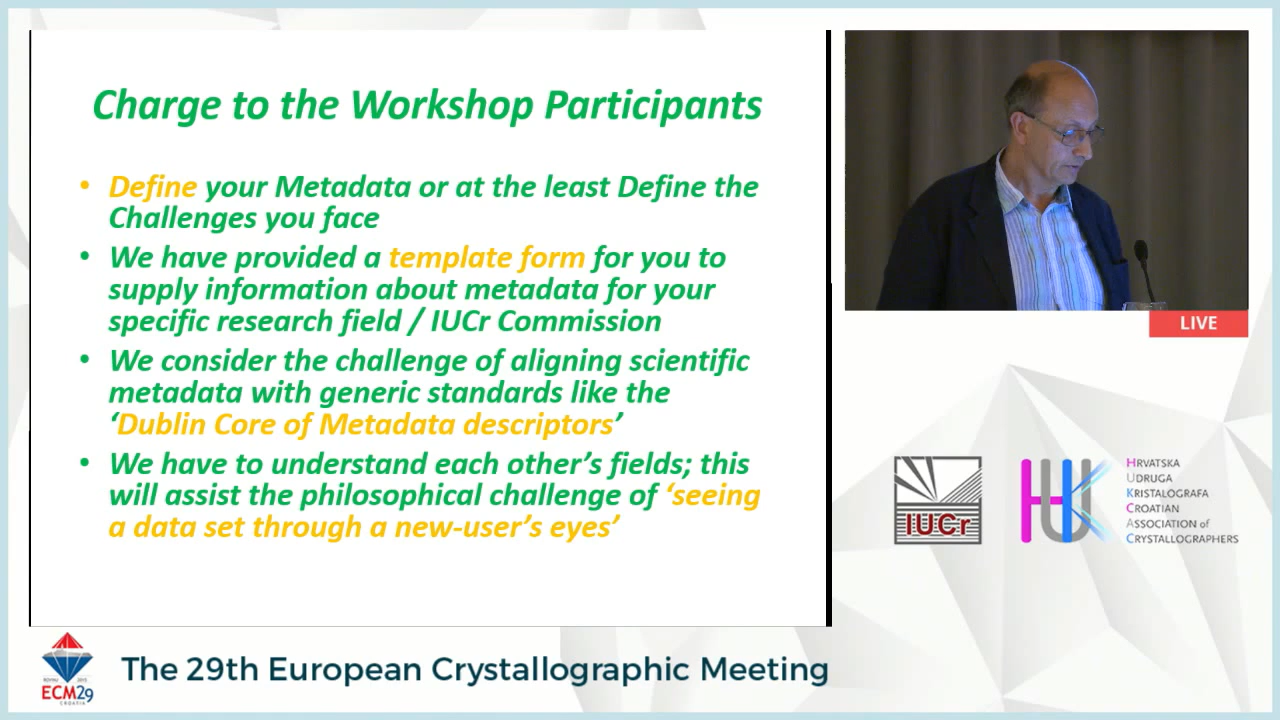 Charge to the Workshop Participants
• Define your Metadata or at the least Define the
Challenges you face
• We have provided a template form for you to
supply information about metadata for your
specific research field / IUCr Commission
• We consider the challenge of aligning scientific
metadata with generic standards like the
‘Dublin Core of Metadata descriptors’
• We have to understand each other’s fields; this
will assist the philosophical challenge of ‘seeing
a data set through a new-user’s eyes’
LIVE
IUCr
HUK
HRVATSKA
UDRUGA
KRISTALOGRAFA
CROATIAN
ASSOCIATION of
CRYSTALLOGRAPHERS
ECM29
CROATIA
The 29th European Crystallographic Meeting